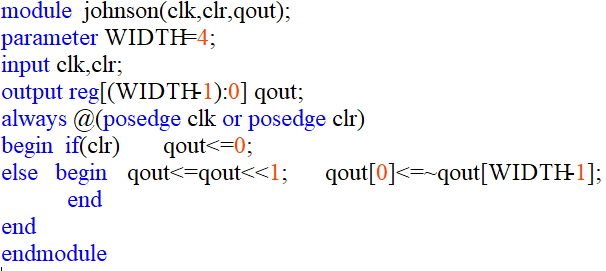 module johnson(clk,clr,qout);
parameter WIDTH=4;
input clk,clr;
output reg[(WIDTH-1):0] qout;
always @(posedge clk or posedge clr)
begin if(clr) qout<=0;
else begin qout<=qout<<1; qout[0]<=~qout[WIDTH-1];
end
end
endmodule